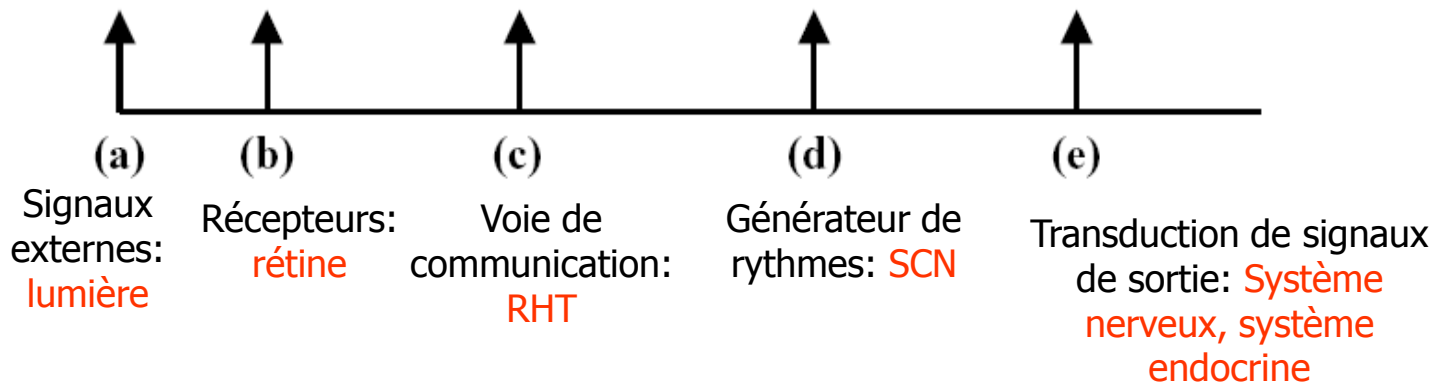 (a)
(b)
(c)
(d)
(e)
Signaux
externes:
lumière
Récepteurs:
rétine
Voie de
communication:
RHT
Générateur de
rythmes: SCN
Transduction de signaux
de sortie: Système
nerveux, système
endocrine